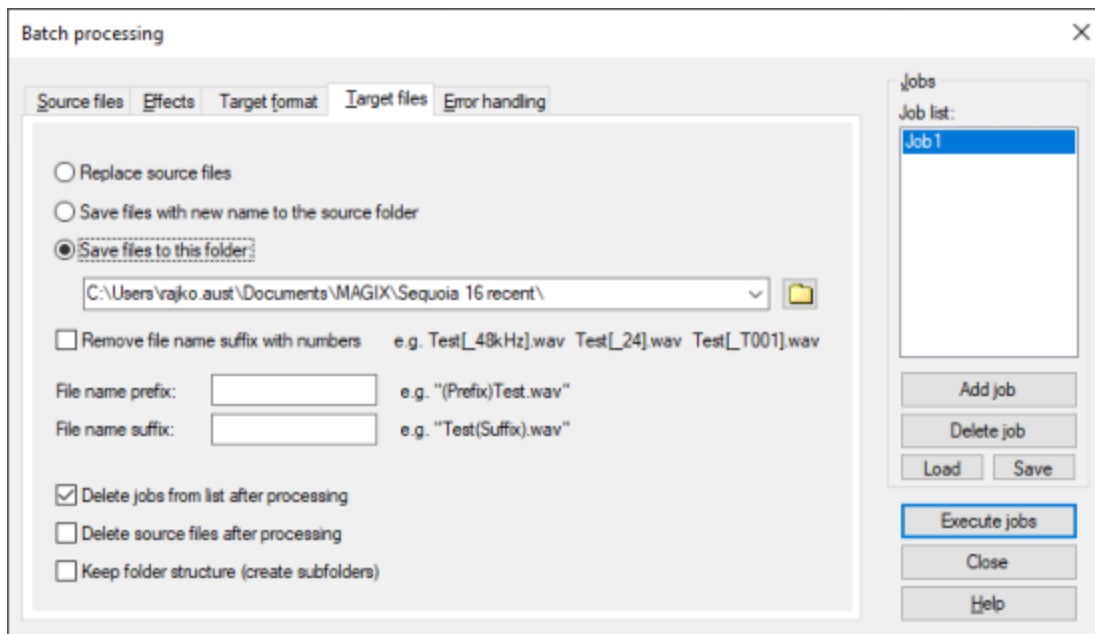 Batch processing
Source files Effects Target format Target files Error handling
Replace source files
Save files with new name to the source folder
Save files to this folder:
C:\Users\rajko.aust\Documents\MAGIX\Sequoia 16 recent\
Remove file name suffix with numbers e.g. Test[_48kHz].wav Test[_24].wav Test[_T001].wav
File name prefix: e.g. "(Prefix)Test.wav"
File name suffix: e.g. "Test(Suffix).wav"
Delete jobs from list after processing
Delete source files after processing
Keep folder structure (create subfolders)
Jobs
Job list:
Job1
Add job
Delete job
Load Save
Execute jobs
Close
Help